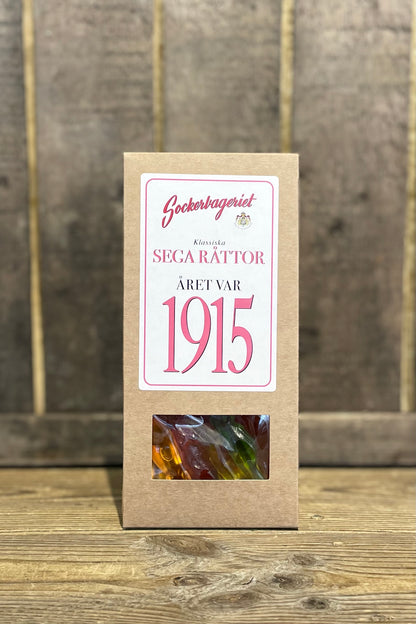 Sockerbageriet
Klassiska
SEGA RÅTTOR
ÅRET VAR
1915